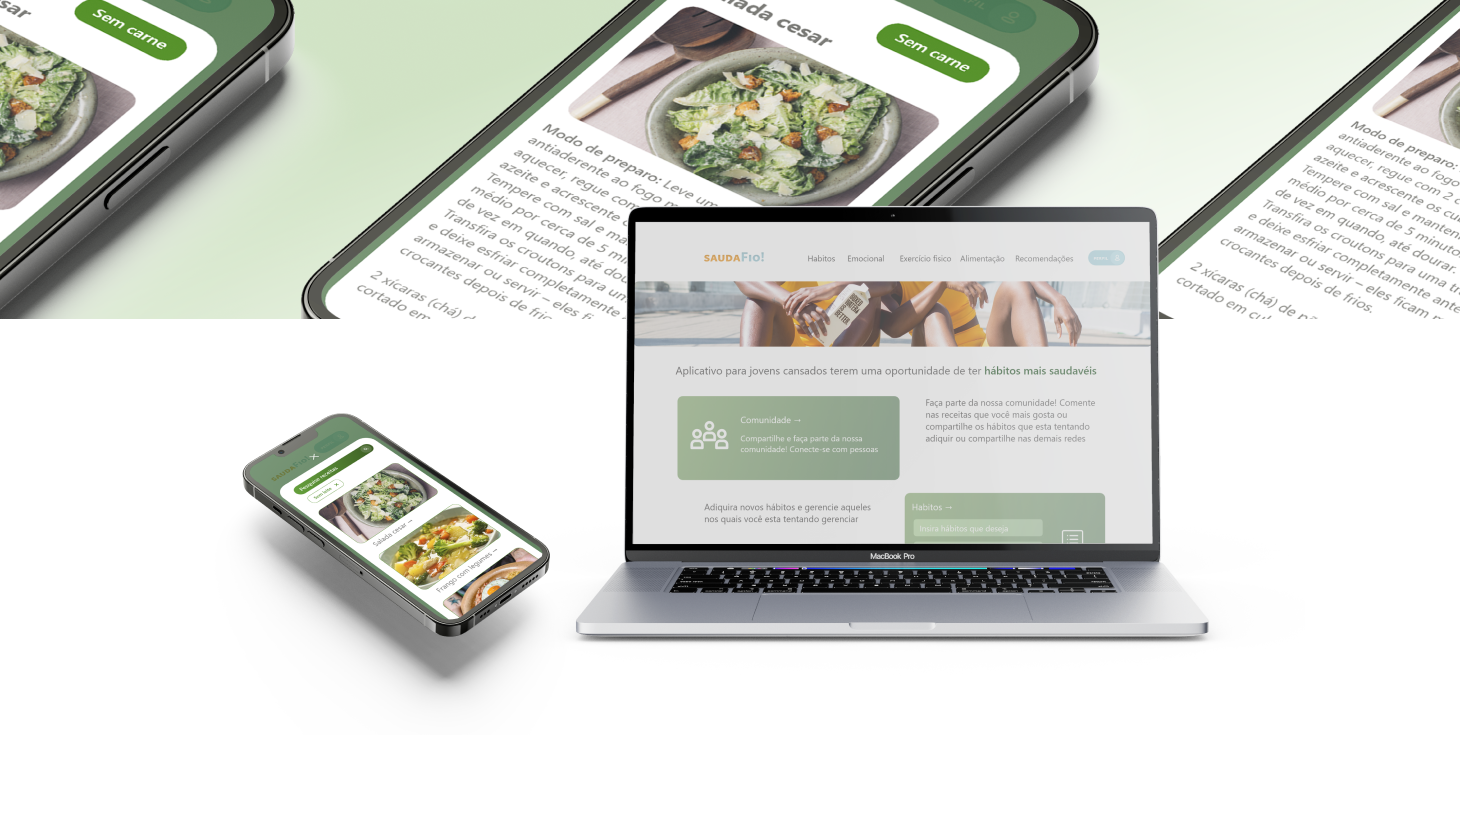 sar
Sem carne
Salada cesar
Sem carne
Modo de preparo: Leve um
antiaderente ao fogo m
aquecer, regue com
azeite e acrescente
Tempere com sal e ma
médio por cerca de 5 min
de vez em quando, até dou
Transfira os croutons para
e deixe esfriar completamente
armazenar ou servir – eles fi
crocantes depois de fri
2 xícaras (chá) d
cortado em
Modo de preparo:
antiaderente ao fogo
aquecer, regue com 2 c
azeite e acrescente os cu
Tempere com sal e manten
médio por cerca de 5 minuto
de vez em quando, até dourar.
Transfira os croutons para uma t
e deixe esfriar completamente ante
armazenar ou servir – eles ficam m
crocantes depois de frios.
2 xícaras (chá) de p
cortado em cu
SAUDAFIO!
Habitos Emocional Exercício físico Alimentação Recomendações
Aplicativo para jovens cansados terem uma oportunidade de ter hábitos mais saudavéis
Comunidade →
Compartilhe e faça parte da nossa
comunidade! Conecte-se com pessoas
Faça parte da nossa comunidade! Comente
nas receitas que você mais gosta ou
compartilhe os hábitos que esta tentando
adiquir ou compartilhe nas demais redes
Adiquira novos hábitos e gerencie aqueles
nos quais você esta tentando gerenciar
Habitos →
Insira hábitos que deseja
MacBook Pro
SAUDAFIO!
Pesquise receitas
Salada cesar →
Frango com legumes →